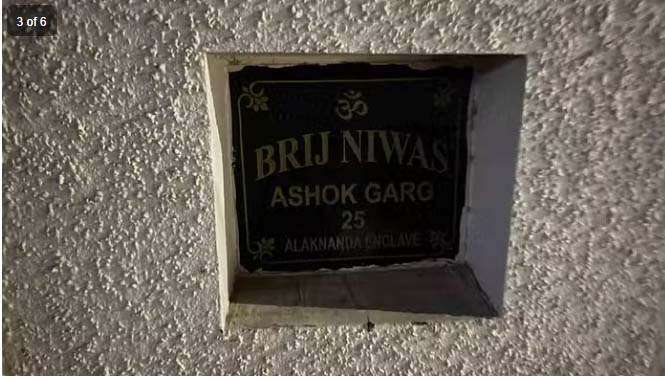 3 of 6
ॐ
BRIJ NIWAS
ASHOK GARG
25
ALAKNANDA ENCLAVE